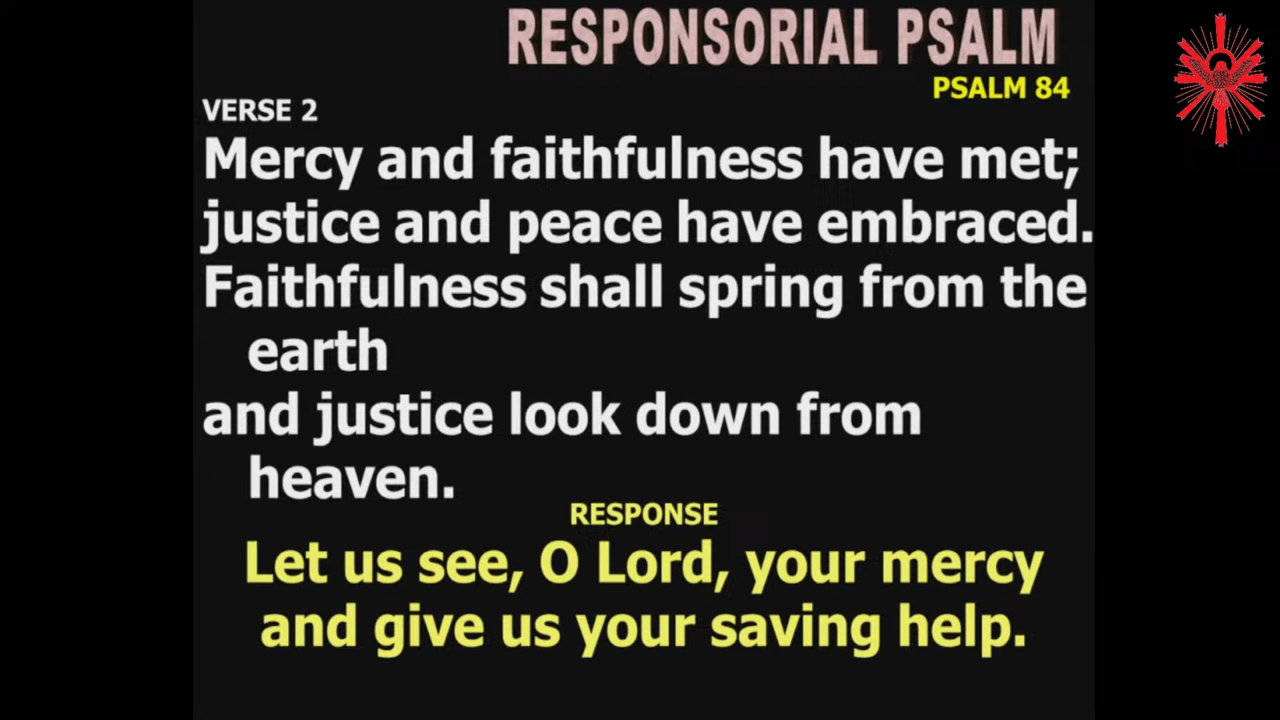 RESPONSORIAL PSALM
PSALM 84
VERSE 2
Mercy and faithfulness have met;
justice and peace have embraced.
Faithfulness shall spring from the
earth
and justice look down from
heaven.
RESPONSE
Let us see, O Lord, your mercy
and give us your saving help.